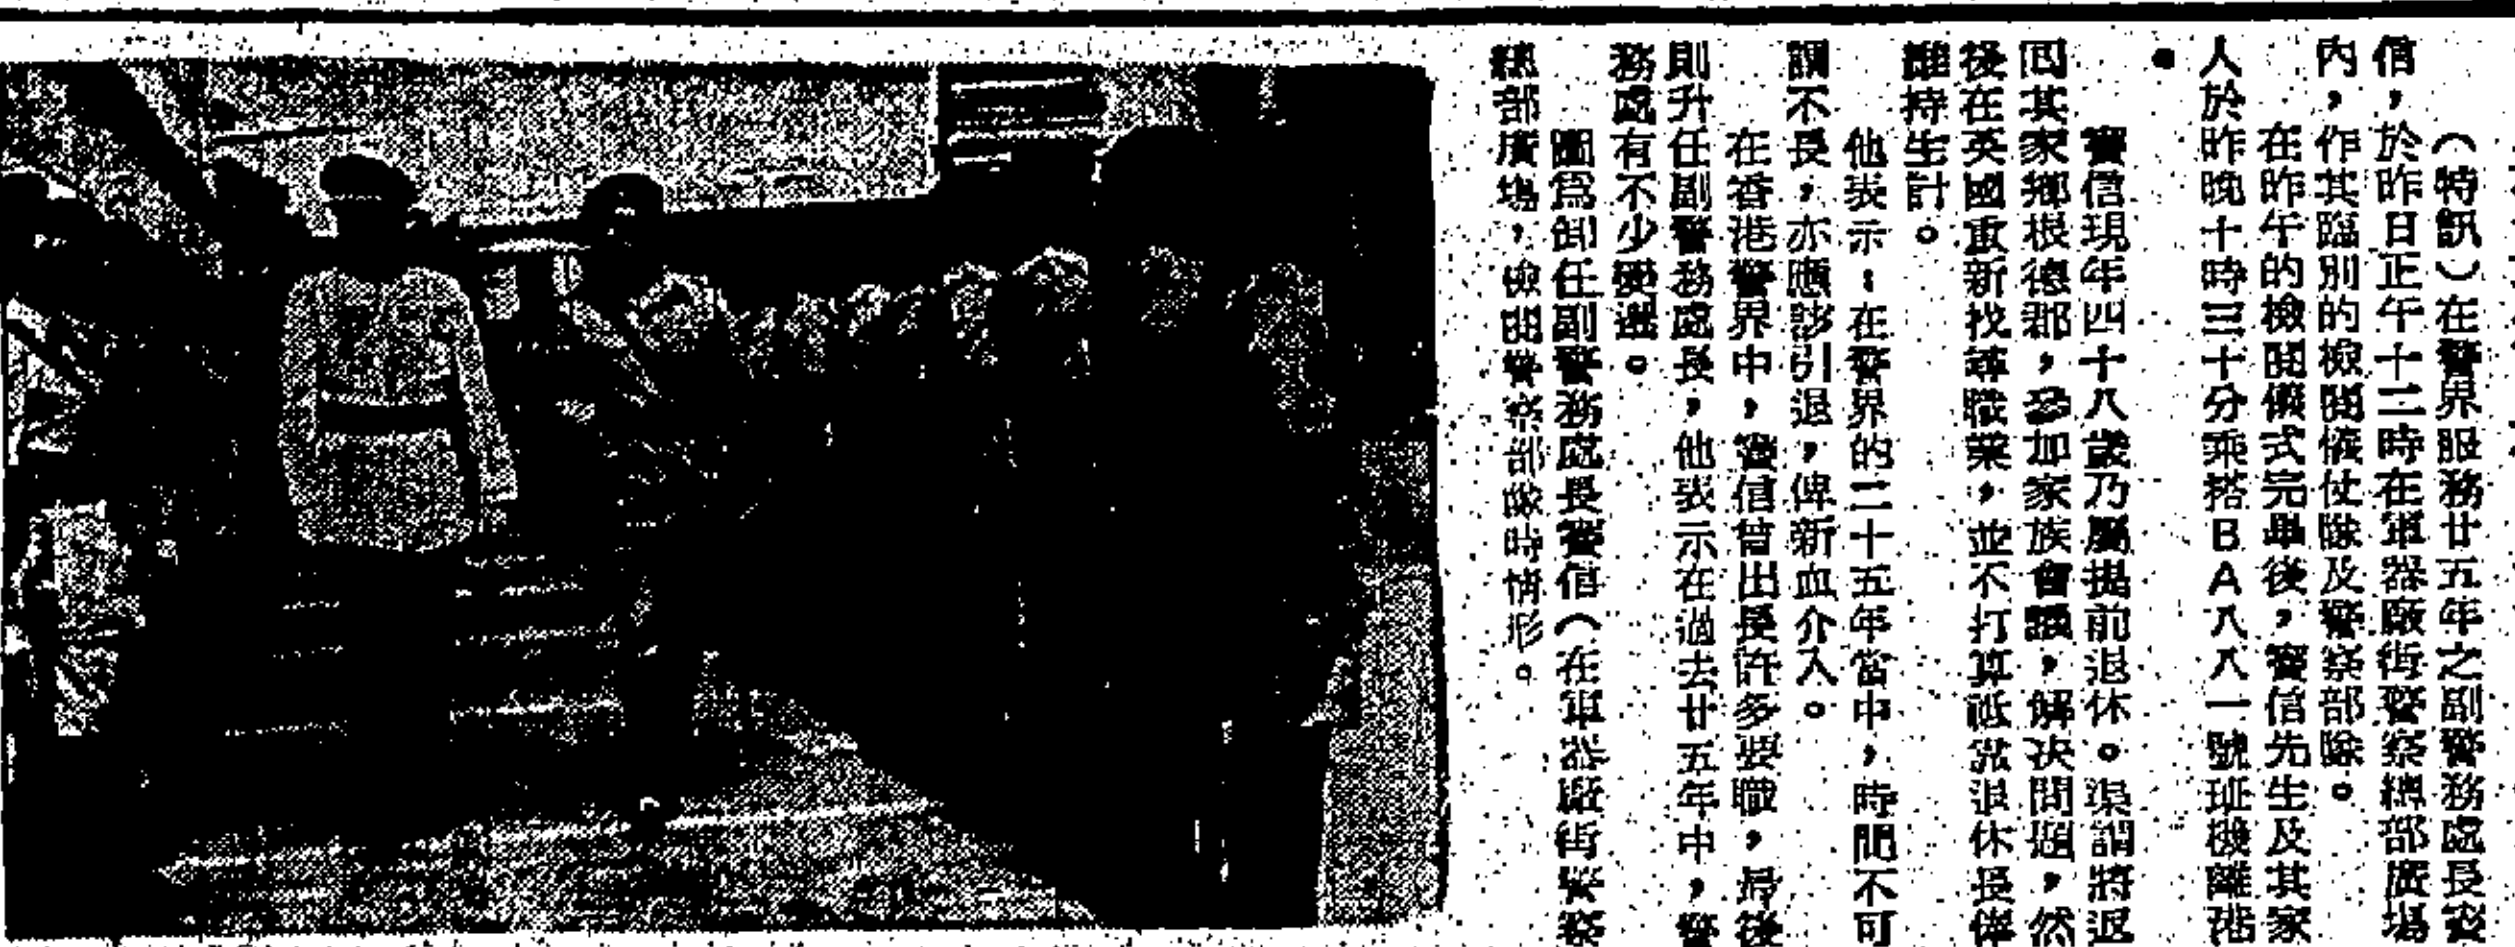 （特訊）在警界服務廿五年之副警務處長竇
信，於昨日正午十二時在軍器廠街警察總部廣場
內，作其臨別的檢閱儀仗隊及警察部隊。
在昨午的檢閱儀式完畢後，竇信先生及其家
人於昨晚十時三十分乘搭BA八八一號班機離港
。
竇信現年四十八歲乃屬提前退休。渠謂將返
回其家鄉根德郡，參加家族會議，解決問題，然
後在英國重新找尋職業，並不打算祗靠退休長俸
維持生計。
他表示：在警界的二十五年當中，時間不可
謂不長，亦應該引退，俾新血介入。
在香港警界中，竇信曾出長許多要職，最後
則升任副警務處長，他表示在過去廿五年中，警
務處有不少變遷。
圖爲卸任副警務處長竇信（在軍器廠街警察
總部廣場，檢閱警察部隊時情形。